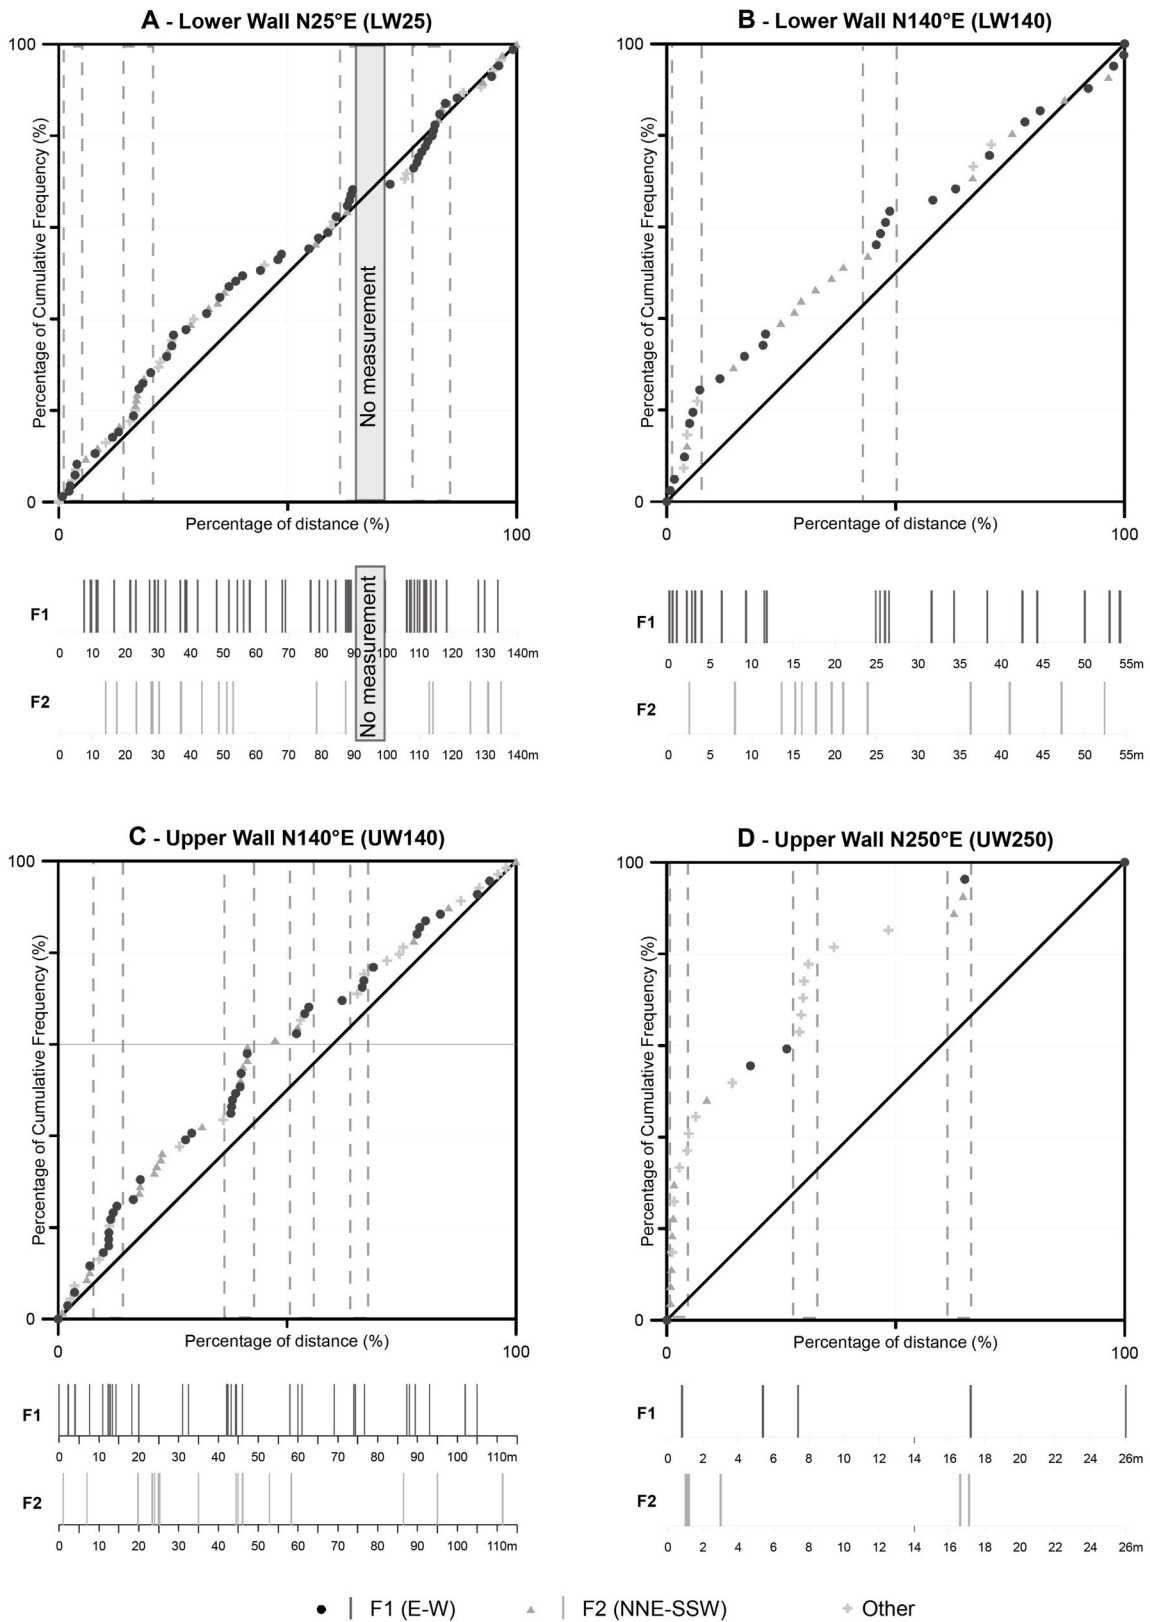 A - Lower Wall N25°E (LW25)
100
Percentage of Cumulative Frequency (%)
No measurement
0
Percentage of distance (%)
0 100
F1
No measurement
0 10 20 30 40 50 60 70 80 90 100 110 120 130 140m
F2
0 10 20 30 40 50 60 70 80 90 100 110 120 130 140m
B - Lower Wall N140°E (LW140)
100
Percentage of Cumulative Frequency (%)
0
Percentage of distance (%)
0 100
F1
0 5 10 15 20 25 30 35 40 45 50 55m
F2
0 5 10 15 20 25 30 35 40 45 50 55m
C - Upper Wall N140°E (UW140)
100
Percentage of Cumulative Frequency (%)
0
Percentage of distance (%)
0 100
F1
0 10 20 30 40 50 60 70 80 90 100 110m
F2
0 10 20 30 40 50 60 70 80 90 100 110m
D - Upper Wall N250°E (UW250)
100
Percentage of Cumulative Frequency (%)
0
Percentage of distance (%)
0 100
F1
0 2 4 6 8 10 12 14 16 18 20 22 24 26m
F2
0 2 4 6 8 10 12 14 16 18 20 22 24 26m
F1 (E-W) F2 (NNE-SSW) Other